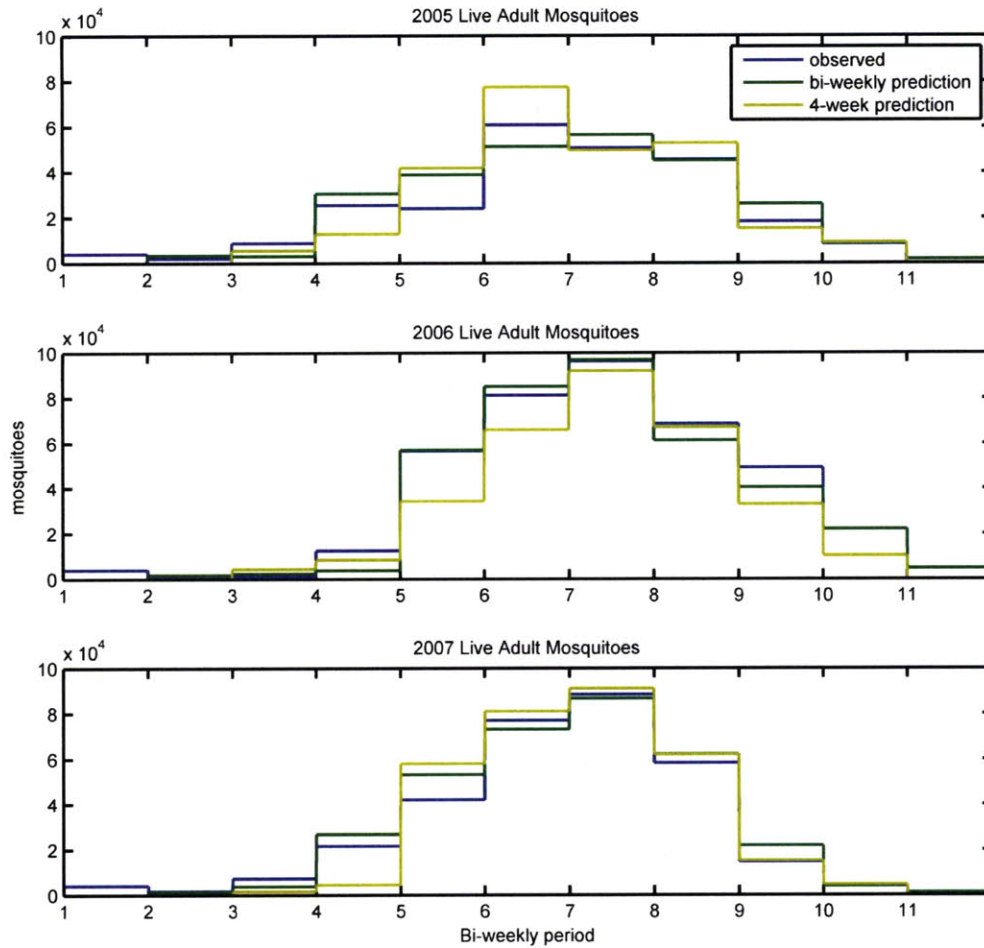 2005 Live Adult Mosquitoes
x 10^4
10
8
6
4
2
0
1 2 3 4 5 6 7 8 9 10 11
observed
bi-weekly prediction
4-week prediction
2006 Live Adult Mosquitoes
x 10^4
10
8
6
4
2
0
1 2 3 4 5 6 7 8 9 10 11
mosquitoes
2007 Live Adult Mosquitoes
x 10^4
10
8
6
4
2
0
1 2 3 4 5 6 7 8 9 10 11
Bi-weekly period